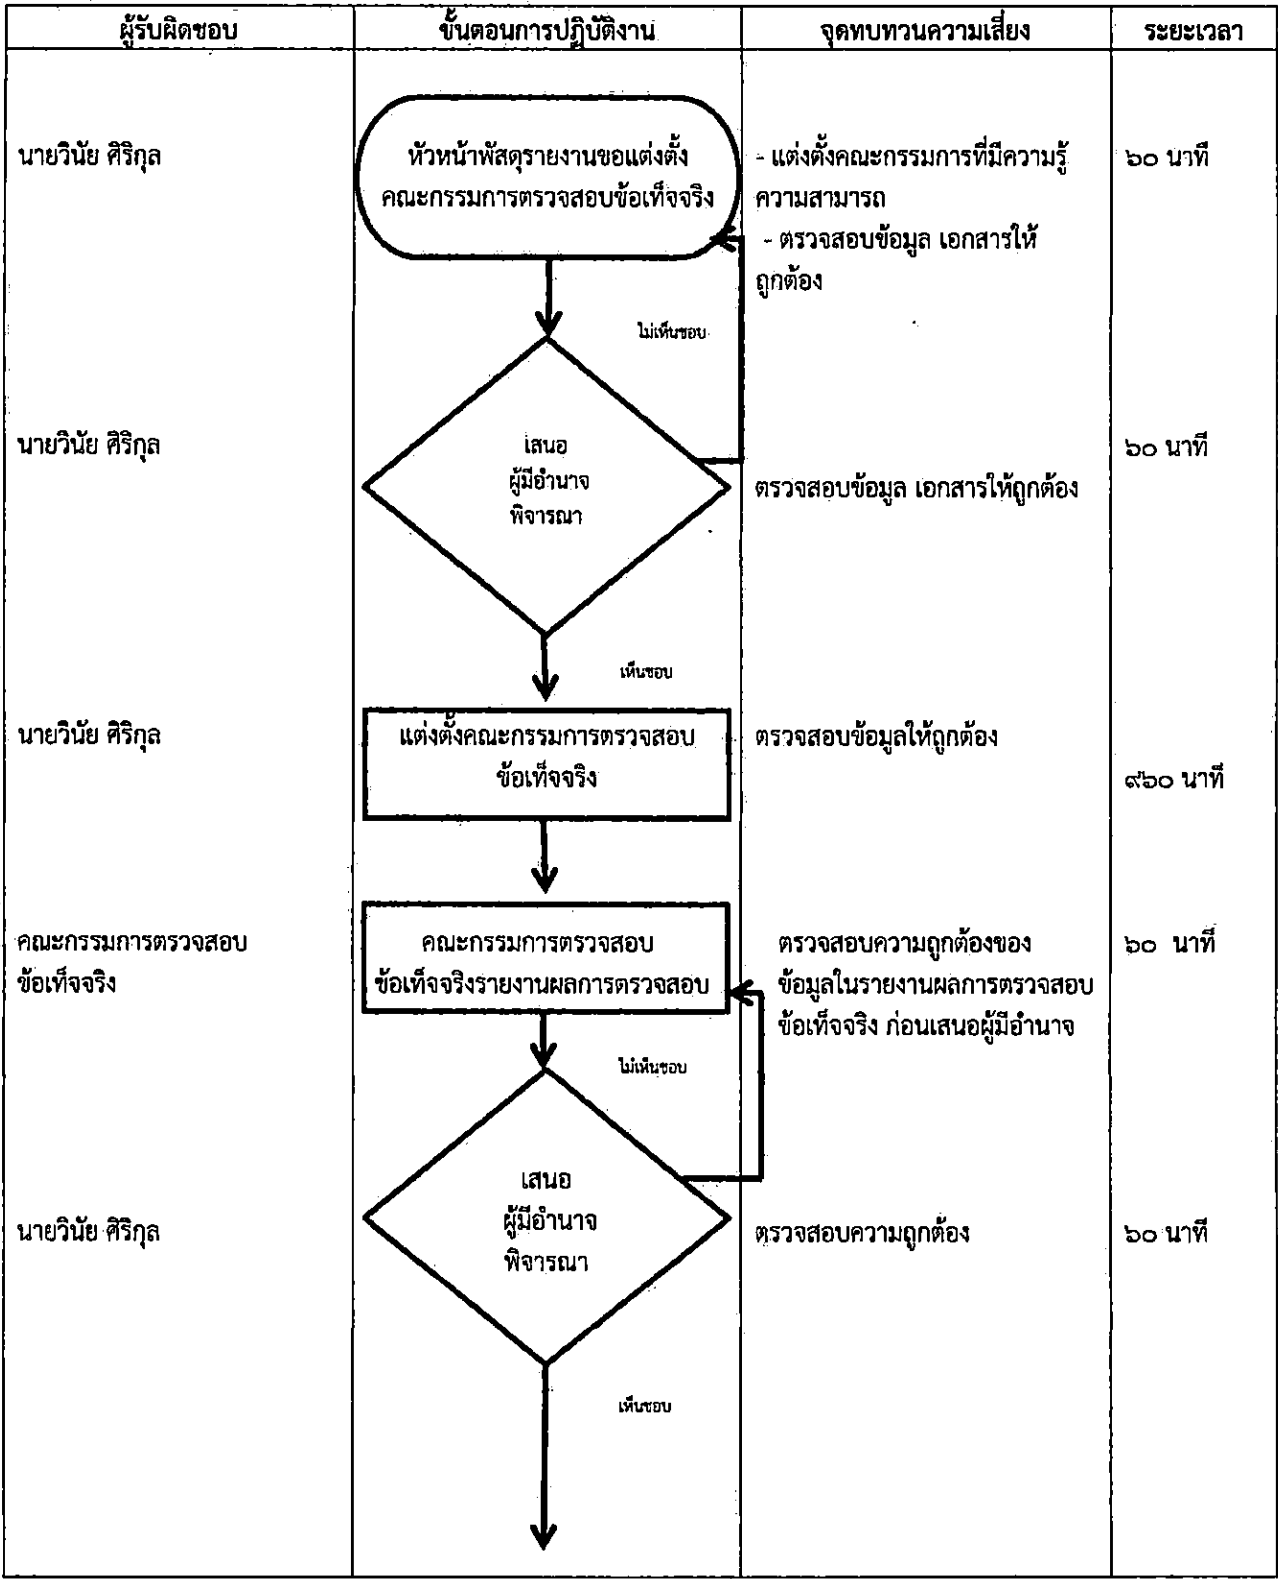 ผู้รับผิดชอบ
ขั้นตอนการปฏิบัติงาน
จุดทบทวนความเสี่ยง
ระยะเวลา
นายวินัย ศิริกุล
หัวหน้าพัสดุรายงานขอแต่งตั้ง
คณะกรรมการตรวจสอบข้อเท็จจริง
- แต่งตั้งคณะกรรมการที่มีความรู้
ความสามารถ
- ตรวจสอบข้อมูล เอกสารให้
ถูกต้อง
๖๐ นาที
ไม่เห็นชอบ
นายวินัย ศิริกุล
เสนอ
ผู้มีอำนาจ
พิจารณา
ตรวจสอบข้อมูล เอกสารให้ถูกต้อง
๖๐ นาที
เห็นชอบ
นายวินัย ศิริกุล
แต่งตั้งคณะกรรมการตรวจสอบ
ข้อเท็จจริง
ตรวจสอบข้อมูลให้ถูกต้อง
๙๖๐ นาที
คณะกรรมการตรวจสอบ
ข้อเท็จจริง
คณะกรรมการตรวจสอบ
ข้อเท็จจริงรายงานผลการตรวจสอบ
ตรวจสอบความถูกต้องของ
ข้อมูลในรายงานผลการตรวจสอบ
ข้อเท็จจริง ก่อนเสนอผู้มีอำนาจ
๖๐ นาที
ไม่เห็นชอบ
นายวินัย ศิริกุล
เสนอ
ผู้มีอำนาจ
พิจารณา
ตรวจสอบความถูกต้อง
๖๐ นาที
เห็นชอบ